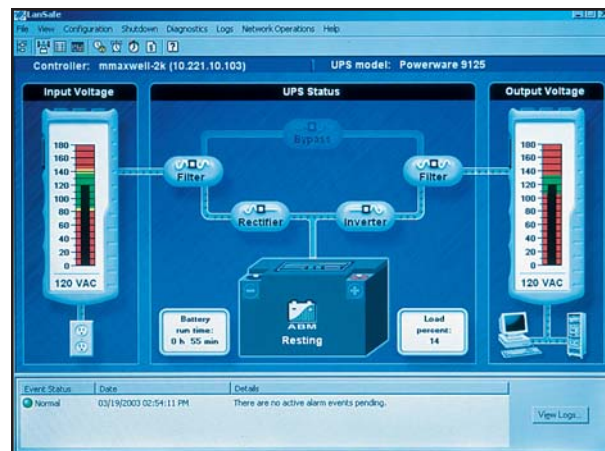 LanSafe
File View Configuration Shutdown Diagnostics Logs Network Operations Help
Controller: mmaxwell-2k (10.221.10.103) UPS model: Powerware 9125
Input Voltage
UPS Status
Output Voltage
180
160
140
120
100
80
60
40
20
0
120 VAC
Bypass
Filter
Filter
Rectifier
Inverter
ABM
Resting
Battery
run time:
0 h 55 min
Load
percent:
14
180
160
140
120
100
80
60
40
20
0
120 VAC
Event Status Date Details
Normal 03/19/2003 02:54:11 PM There are no active alarm events pending.
View Logs...